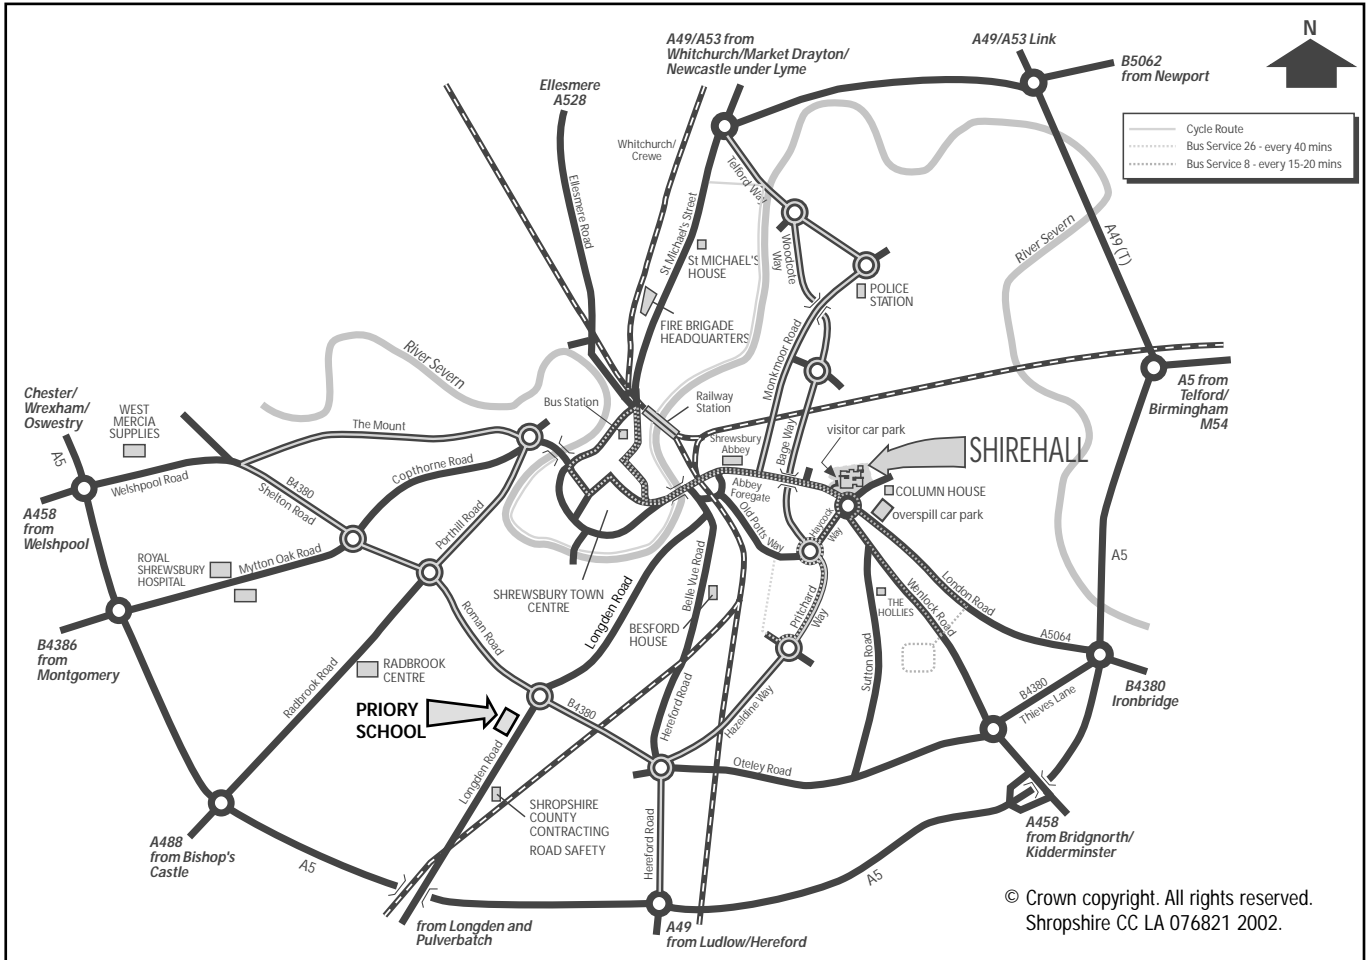 A49/A53 from
Whitchurch/Market Drayton/
Newcastle under Lyme
A49/A53 Link
N
B5062
from Newport
Ellesmere
A528
Cycle Route
Bus Service 26 - every 40 mins
Bus Service 8 - every 15-20 mins
Whitchurch/
Crewe
Telford Way
Ellesmere Road
St Michael's Street
Woodcote
Way
River Severn
A49 (T)
St MICHAEL'S
HOUSE
POLICE
STATION
FIRE BRIGADE
HEADQUARTERS
Monkmoor Road
River Severn
Chester/
Wrexham/
Oswestry
WEST
MERCIA
SUPPLIES
A5 from
Telford/
Birmingham
M54
Bus Station
Railway
Station
The Mount
Shrewsbury
Abbey
Bage Way
visitor car park
SHIREHALL
A5
Welshpool Road
B4380
Shelton Road
Copthorne Road
Abbey
Foregate
COLUMN HOUSE
overspill car park
A458
from
Welshpool
Porthill Road
Old Potts Way
Haycock
Way
A5
ROYAL
SHREWSBURY
HOSPITAL
Mytton Oak Road
SHREWSBURY TOWN
CENTRE
Longden Road
Belle Vue Road
Pritchard
Way
THE
HOLLIES
Wenlock Road
London Road
Roman Road
BESFORD
HOUSE
A5064
B4386
from
Montgomery
RADBROOK
CENTRE
Radbrook Road
Sutton Road
B4380
Thieves Lane
B4380
Ironbridge
PRIORY
SCHOOL
B4380
Hereford Road
Hazeldine Way
Longden Road
Oteley Road
SHROPSHIRE
COUNTY
CONTRACTING
ROAD SAFETY
Hereford Road
A458
from Bridgnorth/
Kidderminster
A488
from Bishop's
Castle
A5
A5
from Longden and
Pulverbatch
A49
from Ludlow/Hereford
© Crown copyright. All rights reserved.
Shropshire CC LA 076821 2002.